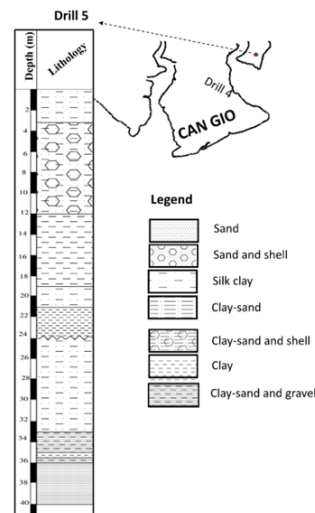 Drill 5
Depth (m)
Lithology
2
4
6
8
10
12
14
16
18
20
22
24
26
28
30
32
34
36
38
40
Drill 4
CAN GIO
Legend
Sand
Sand and shell
Silk clay
Clay-sand
Clay-sand and shell
Clay
Clay-sand and gravel